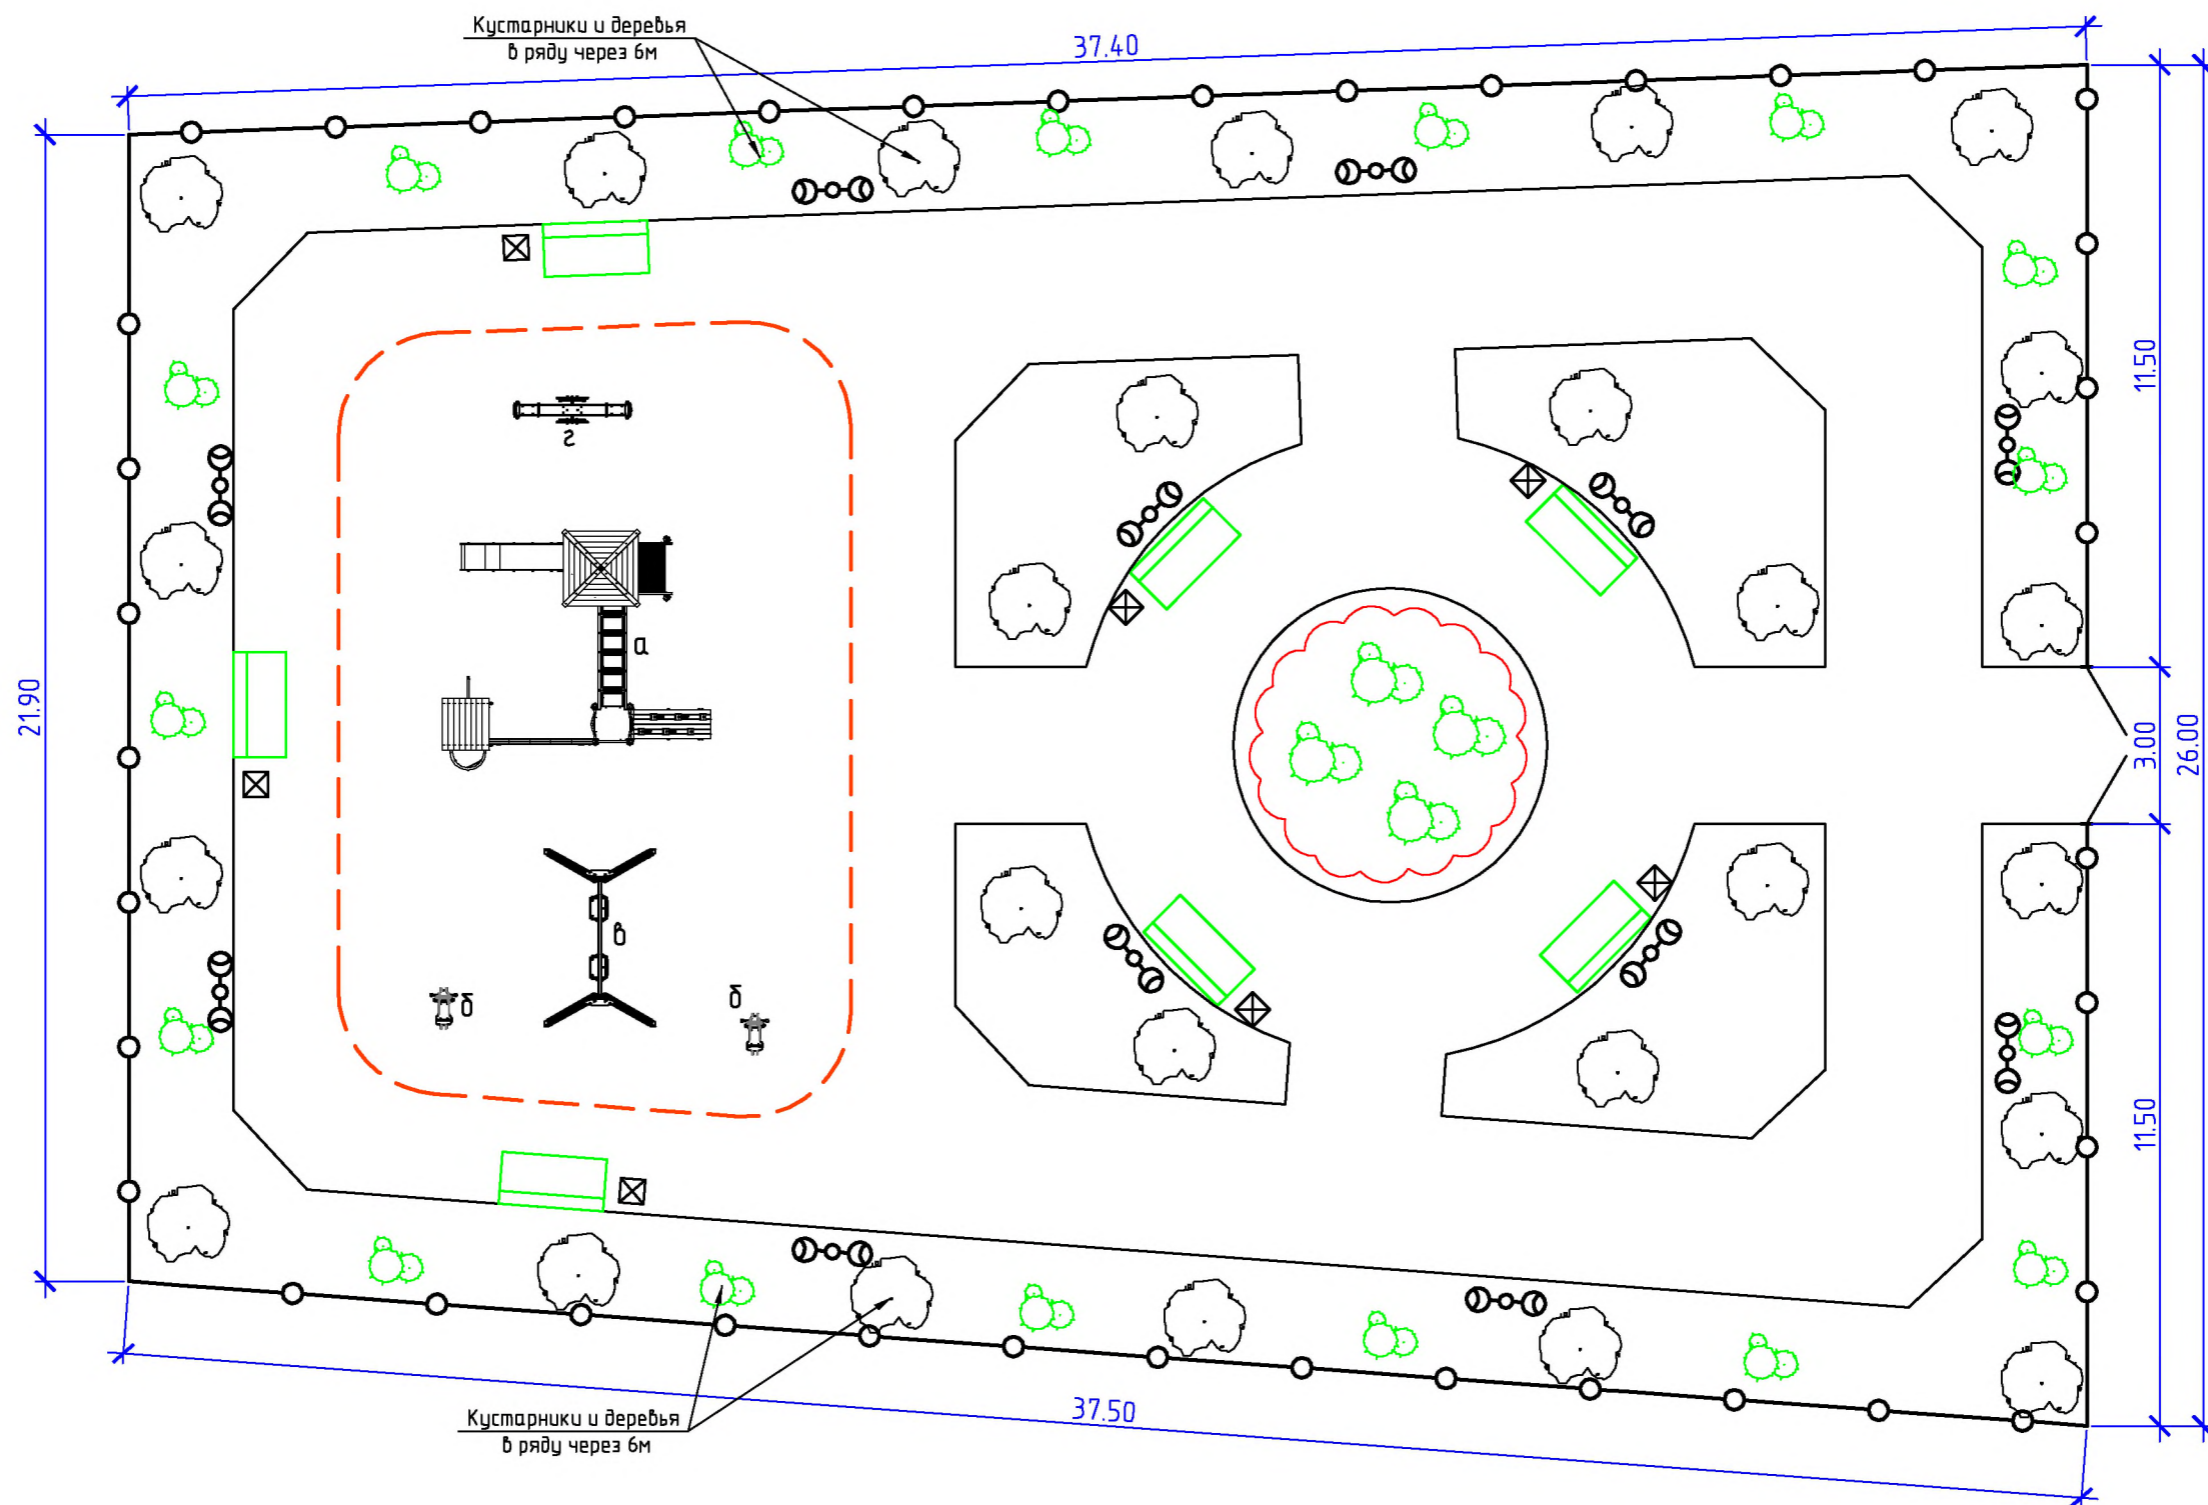 Кустарники и деревья
в ряду через 6м
37.40
11.50
г
а
21.90
3.00
26.00
в
б
б
11.50
Кустарники и деревья
в ряду через 6м
37.50